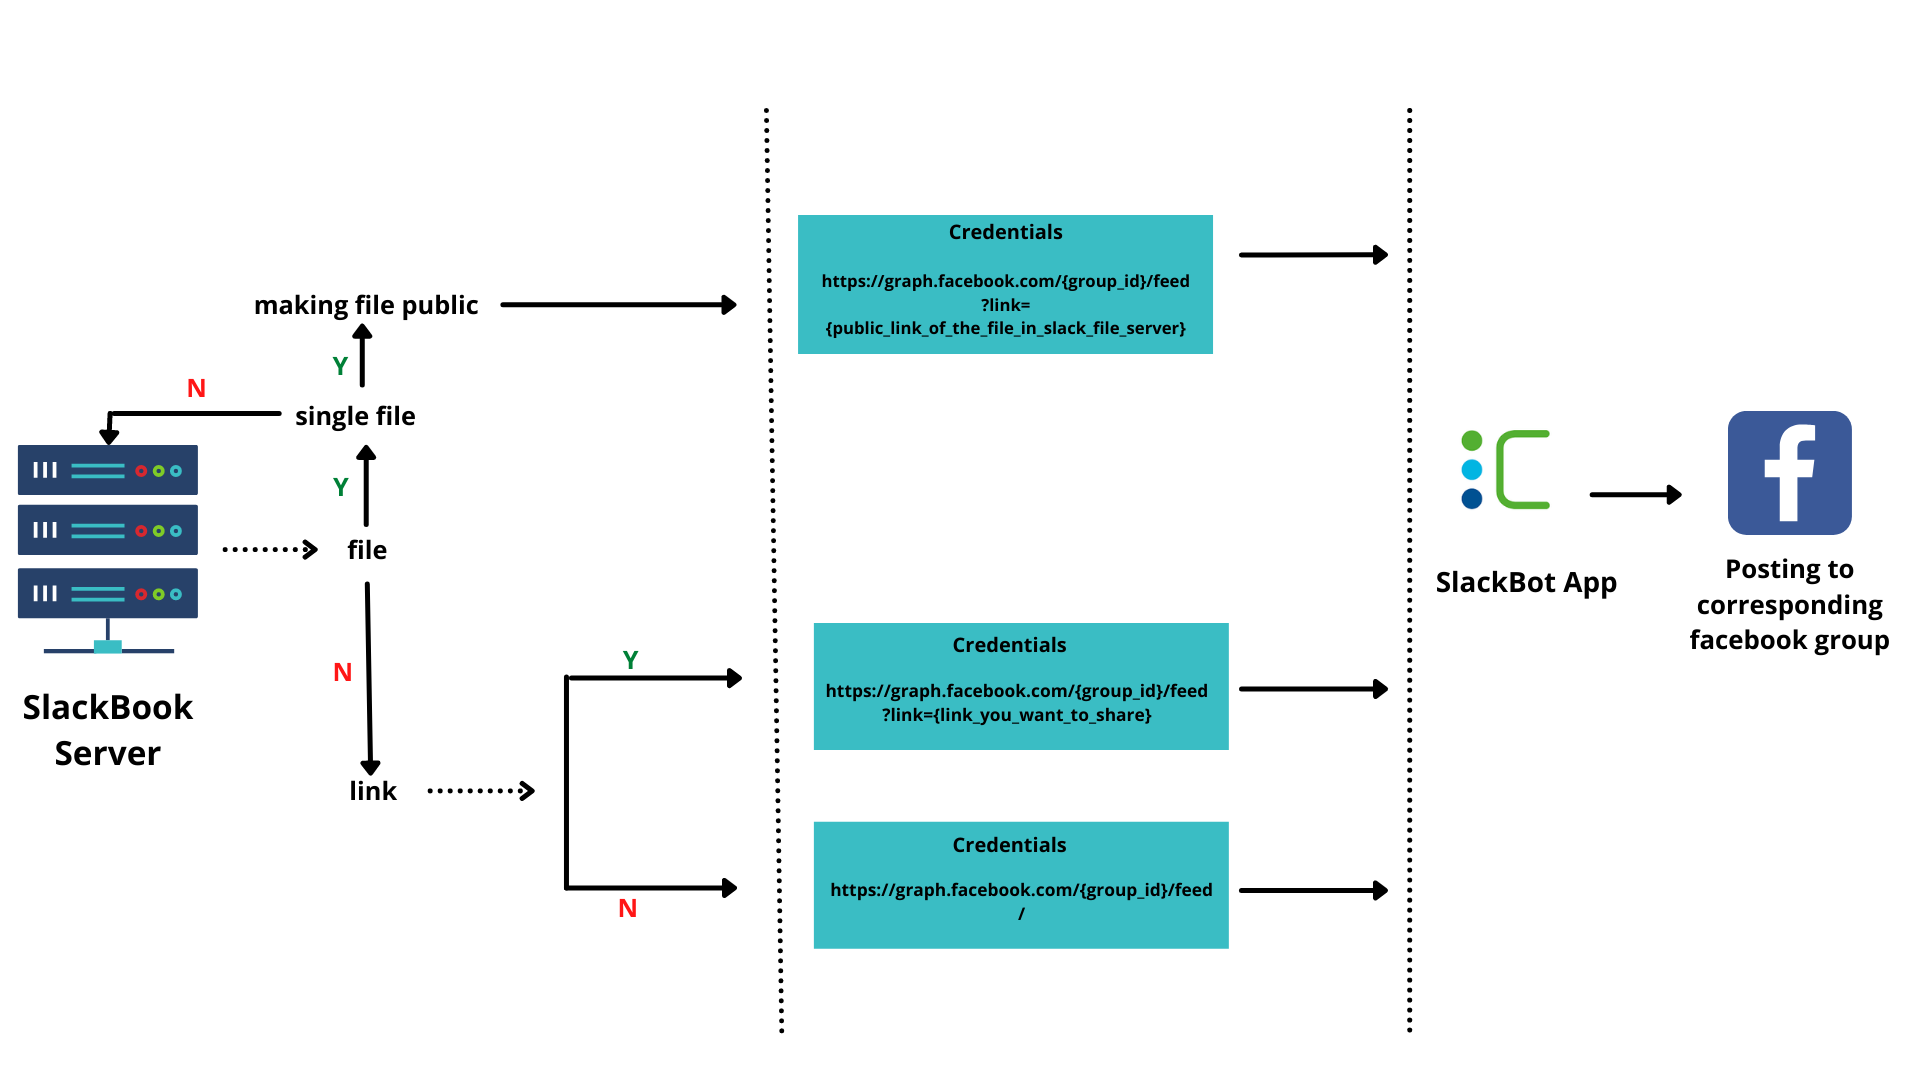 making file public
Y
N
single file
Y
file
N
link
SlackBook
Server
Y
N
Credentials
https://graph.facebook.com/{group_id}/feed
?link=
{public_link_of_the_file_in_slack_file_server}
Credentials
https://graph.facebook.com/{group_id}/feed
?link={link_you_want_to_share}
Credentials
https://graph.facebook.com/{group_id}/feed
/
SlackBot App
Posting to
corresponding
facebook group